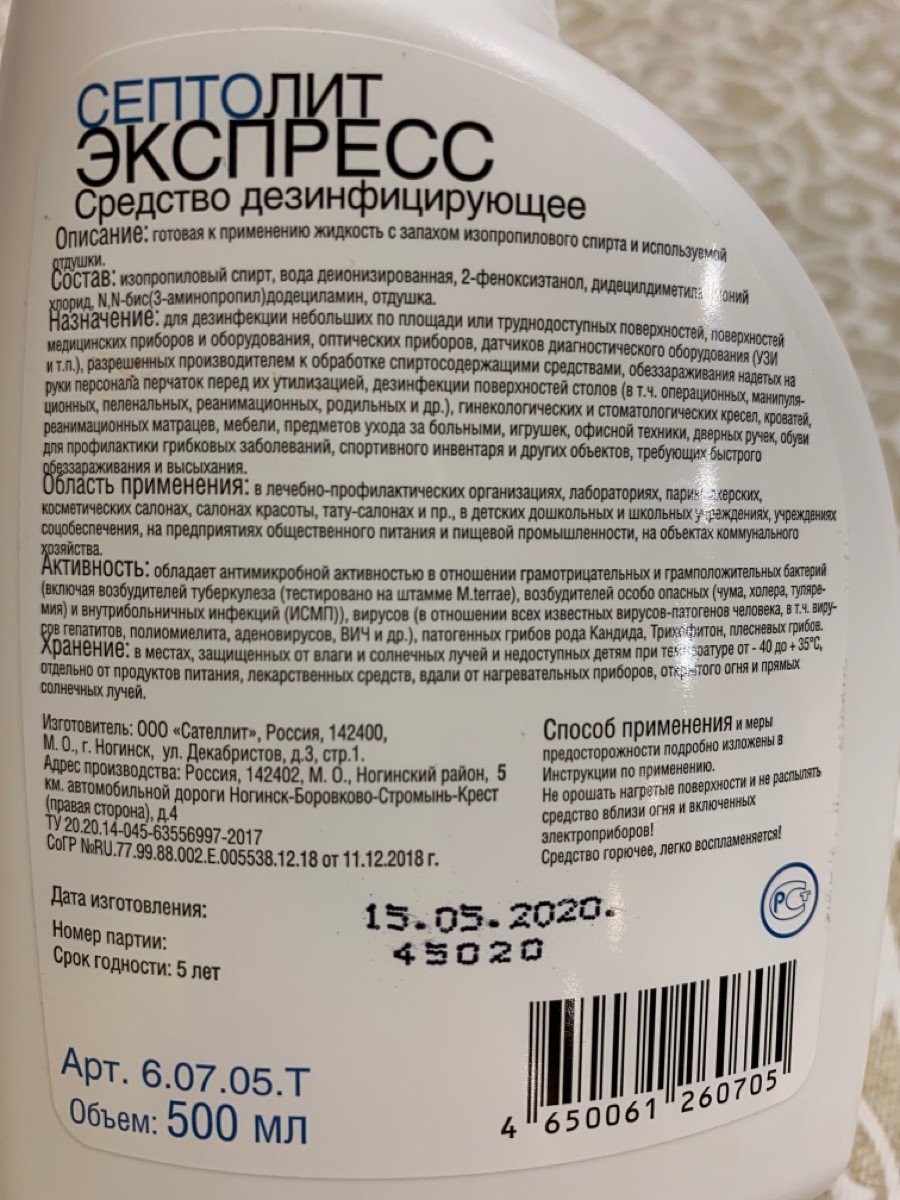 СЕПТОЛИТ
ЭКСПРЕСС
Средство дезинфицирующее
Описание: готовая к применению жидкость с запахом изопропилового спирта и используемой
отдушки.
Состав: изопропиловый спирт, вода деионизированная, 2-феноксиэтанол,
хлорид, N,N-бис(3-аминопропил)додециламин, отдушка.
Назначение: для дезинфекции небольших по площади или труднодоступных поверхностей, поверхностей
медицинских приборов и оборудования, оптических приборов, датчиков диагностического оборудования (УЗИ
и т.п.), разрешенных производителем к обработке спиртосодержащими средствами, обеззараживания надетых на
руки персонала перчаток перед их утилизацией, дезинфекции поверхностей столов (в т.ч. операционных, манипуля-
ционных, пеленальных, реанимационных, родильных и др.), гинекологических и стоматологических кресел, кроватей,
реанимационных матрацев, мебели, предметов ухода за больными, игрушек, офисной техники, дверных ручек, обуви
для профилактики грибковых заболеваний, спортивного инвентаря и других объектов, требующих быстрого
обеззараживания и высыхания.
Область применения: в лечебно-профилактических организациях, лабораториях,
косметических салонах, салонах красоты, тату-салонах и пр., в детских дошкольных и школьных учреждениях, учреждениях
соцобеспечения, на предприятиях общественного питания и пищевой промышленности, на объектах коммунального
хозяйства.
Активность: обладает антимикробной активностью в отношении грамотрицательных и грамположительных бактерий
(включая возбудителей туберкулеза (тестировано на штамме M.terrae), возбудителей особо опасных (чума, холера, туляре-
мия) и внутрибольничных инфекций (ИСМП)), вирусов (в отношении всех известных вирусов-патогенов человека, в т.ч. виру-
сов гепатитов, полиомиелита, аденовирусов, ВИЧ и др.), патогенных грибов рода Кандида, Трихофитон, плесневых грибов.
Хранение: в местах, защищенных от влаги и солнечных лучей и недоступных детям при температуре от - 40 до + 35°С,
отдельно от продуктов питания, лекарственных средств, вдали от нагревательных приборов, открытого огня и прямых
солнечных лучей.
Изготовитель: ООО «Сателлит», Россия, 142400,
М. О., г. Ногинск, ул. Декабристов, д.3, стр.1.
Адрес производства: Россия, 142402, М. О., Ногинский район, 5
км. автомобильной дороги Ногинск-Боровково-Стромынь-Крест
(правая сторона), д.4
ТУ 20.20.14-045-63556997-2017
СоГР №RU.77.99.88.002.Е.005538.12.18 от 11.12.2018 г.
Способ применения и меры
предосторожности подробно изложены в
Инструкции по применению.
Не орошать нагретые поверхности и не распылять
средство вблизи огня и включенных
электроприборов!
Средство горючее, легко воспламеняется!
РСТ
Дата изготовления: 15.05.2020.
Номер партии: 45020
Срок годности: 5 лет
Арт. 6.07.05.Т
Объем: 500 мл
4 650061 260705